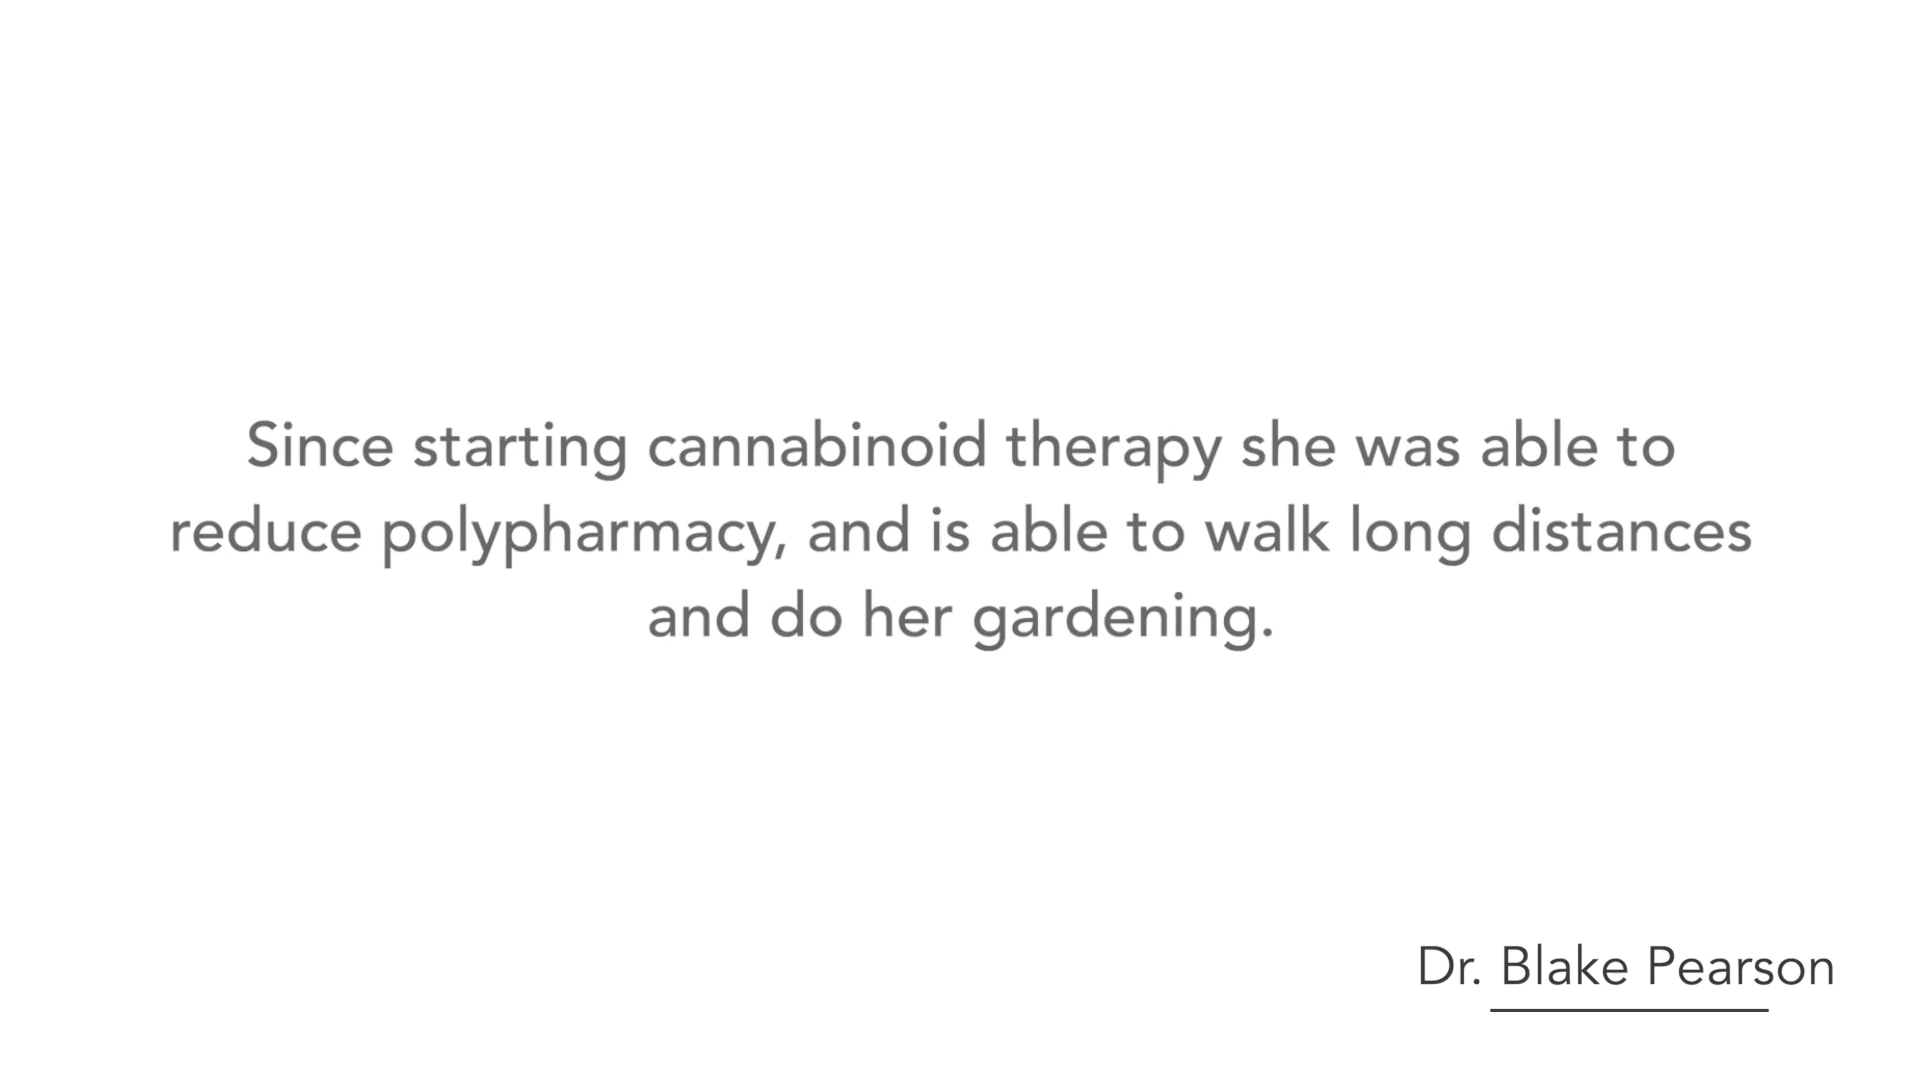 Since starting cannabinoid therapy she was able to
reduce polypharmacy, and is able to walk long distances
and do her gardening.
Dr. Blake Pearson